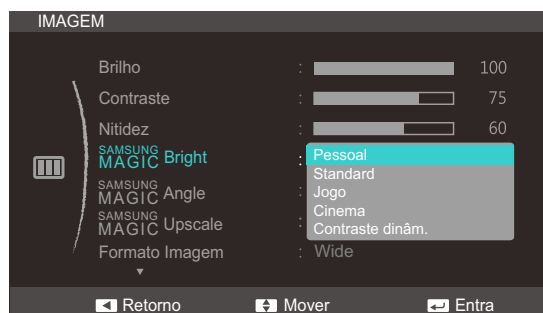 IMAGEM
Brilho : 100
Contraste : 75
Nitidez : 60
SAMSUNG MAGIC Bright :
Pessoal
Standard
Jogo
Cinema
Contraste dinâm.
SAMSUNG MAGIC Angle :
SAMSUNG MAGIC Upscale :
Formato Imagem : Wide
Retorno Mover Entra